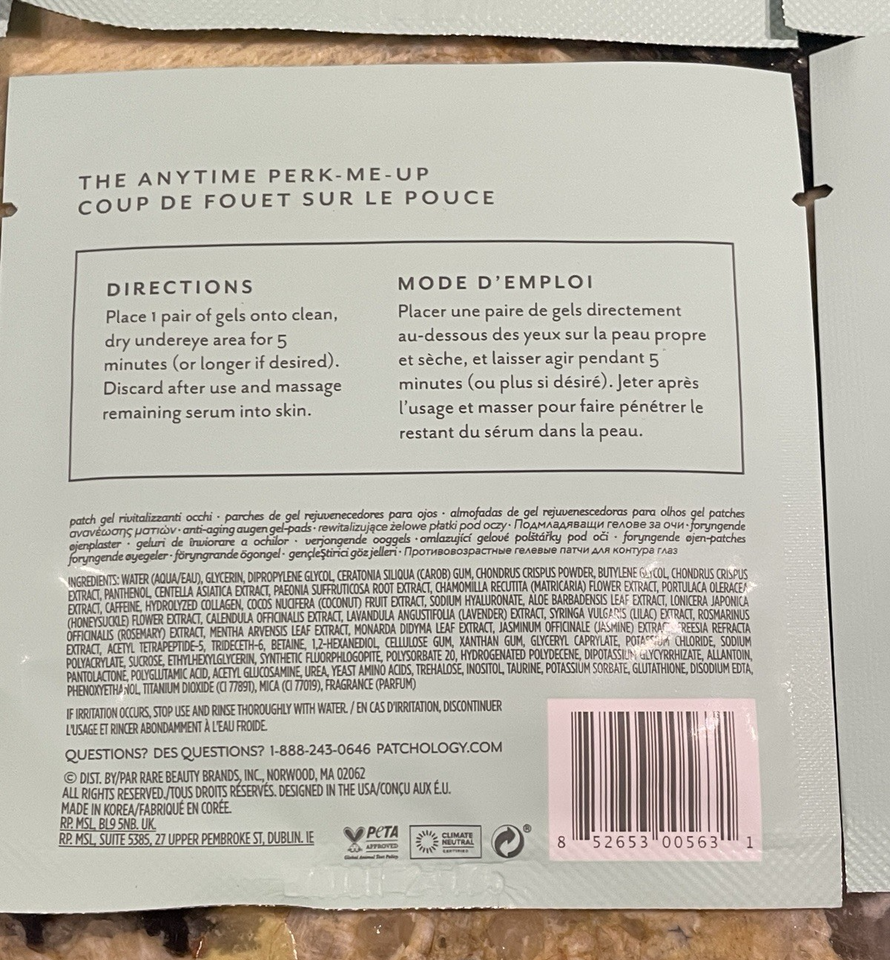 THE ANYTIME PERK-ME-UP
COUP DE FOUET SUR LE POUCE
DIRECTIONS
Place 1 pair of gels onto clean,
dry undereye area for 5
minutes (or longer if desired).
Discard after use and massage
remaining serum into skin.
MODE D'EMPLOI
Placer une paire de gels directement
au-dessous des yeux sur la peau propre
et sèche, et laisser agir pendant 5
minutes (ou plus si désiré). Jeter après
l'usage et masser pour faire pénétrer le
restant du sérum dans la peau.
patch gel rivitalizzanti occhi · parches de gel rejuvenecedores para ojos · almofadas de gel rejuvenescedoras para olhos gel patches
ανανέωσης ματιών · anti-aging augen gel-pads · rewitalizujące żelowe płatki pod oczy · Подмладяващи гелове за очи · foryngende
øjenplaster · geluri de înviorare a ochilor · verjongende ooggels · omlazující gelové polštářky pod oči · foryngende øjen-patches
foryngende øyegeler · föryngrande ögongel · gençleştirici göz jelleri · Противовозрастные гелевые патчи для контура глаз
INGREDIENTS: WATER (AQUA/EAU), GLYCERIN, DIPROPYLENE GLYCOL, CERATONIA SILIQUA (CAROB) GUM, CHONDRUS CRISPUS POWDER, BUTYLENE GLYCOL, CHONDRUS CRISPUS
EXTRACT, PANTHENOL, CENTELLA ASIATICA EXTRACT, PAEONIA SUFFRUTICOSA ROOT EXTRACT, CHAMOMILLA RECUTITA (MATRICARIA) FLOWER EXTRACT, PORTULACA OLERACEA
EXTRACT, CAFFEINE, HYDROLYZED COLLAGEN, COCOS NUCIFERA (COCONUT) FRUIT EXTRACT, SODIUM HYALURONATE, ALOE BARBADENSIS LEAF EXTRACT, LONICERA JAPONICA
(HONEYSUCKLE) FLOWER EXTRACT, CALENDULA OFFICINALIS EXTRACT, LAVANDULA ANGUSTIFOLIA (LAVENDER) EXTRACT, SYRINGA VULGARIS (LILAC) EXTRACT, ROSMARINUS
OFFICINALIS (ROSEMARY) EXTRACT, MENTHA ARVENSIS LEAF EXTRACT, MONARDA DIDYMA LEAF EXTRACT, JASMINUM OFFICINALE (JASMINE) EXTRACT, FREESIA REFRACTA
EXTRACT, ACETYL TETRAPEPTIDE-5, TRIDECETH-6, BETAINE, 1,2-HEXANEDIOL, CELLULOSE GUM, XANTHAN GUM, GLYCERYL CAPRYLATE, POTASSIUM CHLORIDE, SODIUM
POLYACRYLATE, SUCROSE, ETHYLHEXYLGLYCERIN, SYNTHETIC FLUORPHLOGOPITE, POLYSORBATE 20, HYDROGENATED POLYDECENE, DIPOTASSIUM GLYCYRRHIZATE, ALLANTOIN,
PANTOLACTONE, POLYGLUTAMIC ACID, ACETYL GLUCOSAMINE, UREA, YEAST AMINO ACIDS, TREHALOSE, INOSITOL, TAURINE, POTASSIUM SORBATE, GLUTATHIONE, DISODIUM EDTA,
PHENOXYETHANOL, TITANIUM DIOXIDE (CI 77891), MICA (CI 77019), FRAGRANCE (PARFUM)
IF IRRITATION OCCURS, STOP USE AND RINSE THOROUGHLY WITH WATER. / EN CAS D'IRRITATION, DISCONTINUER
L'USAGE ET RINCER ABONDAMMENT À L'EAU FROIDE.
QUESTIONS? DES QUESTIONS? 1-888-243-0646 PATCHOLOGY.COM
© DIST. BY/PAR RARE BEAUTY BRANDS, INC., NORWOOD, MA 02062
ALL RIGHTS RESERVED./TOUS DROITS RÉSERVÉS. DESIGNED IN THE USA/CONÇU AUX É.U.
MADE IN KOREA/FABRIQUÉ EN CORÉE.
RP. MSL, BL9 5NB. UK.
RP. MSL, SUITE 5385, 27 UPPER PEMBROKE ST, DUBLIN. IE
PETA
APPROVED
Global Animal Test Policy
CLIMATE
NEUTRAL
CERTIFIED
®
8 52653 00563 1